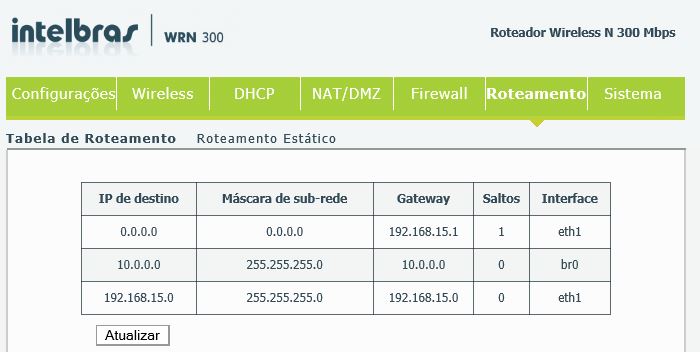 intelbras WRN 300 Roteador Wireless N 300 Mbps
Configurações Wireless DHCP NAT/DMZ Firewall Roteamento Sistema
Tabela de Roteamento Roteamento Estático
IP de destino Máscara de sub-rede Gateway Saltos Interface
0.0.0.0 0.0.0.0 192.168.15.1 1 eth1
10.0.0.0 255.255.255.0 10.0.0.0 0 br0
192.168.15.0 255.255.255.0 192.168.15.0 0 eth1
Atualizar